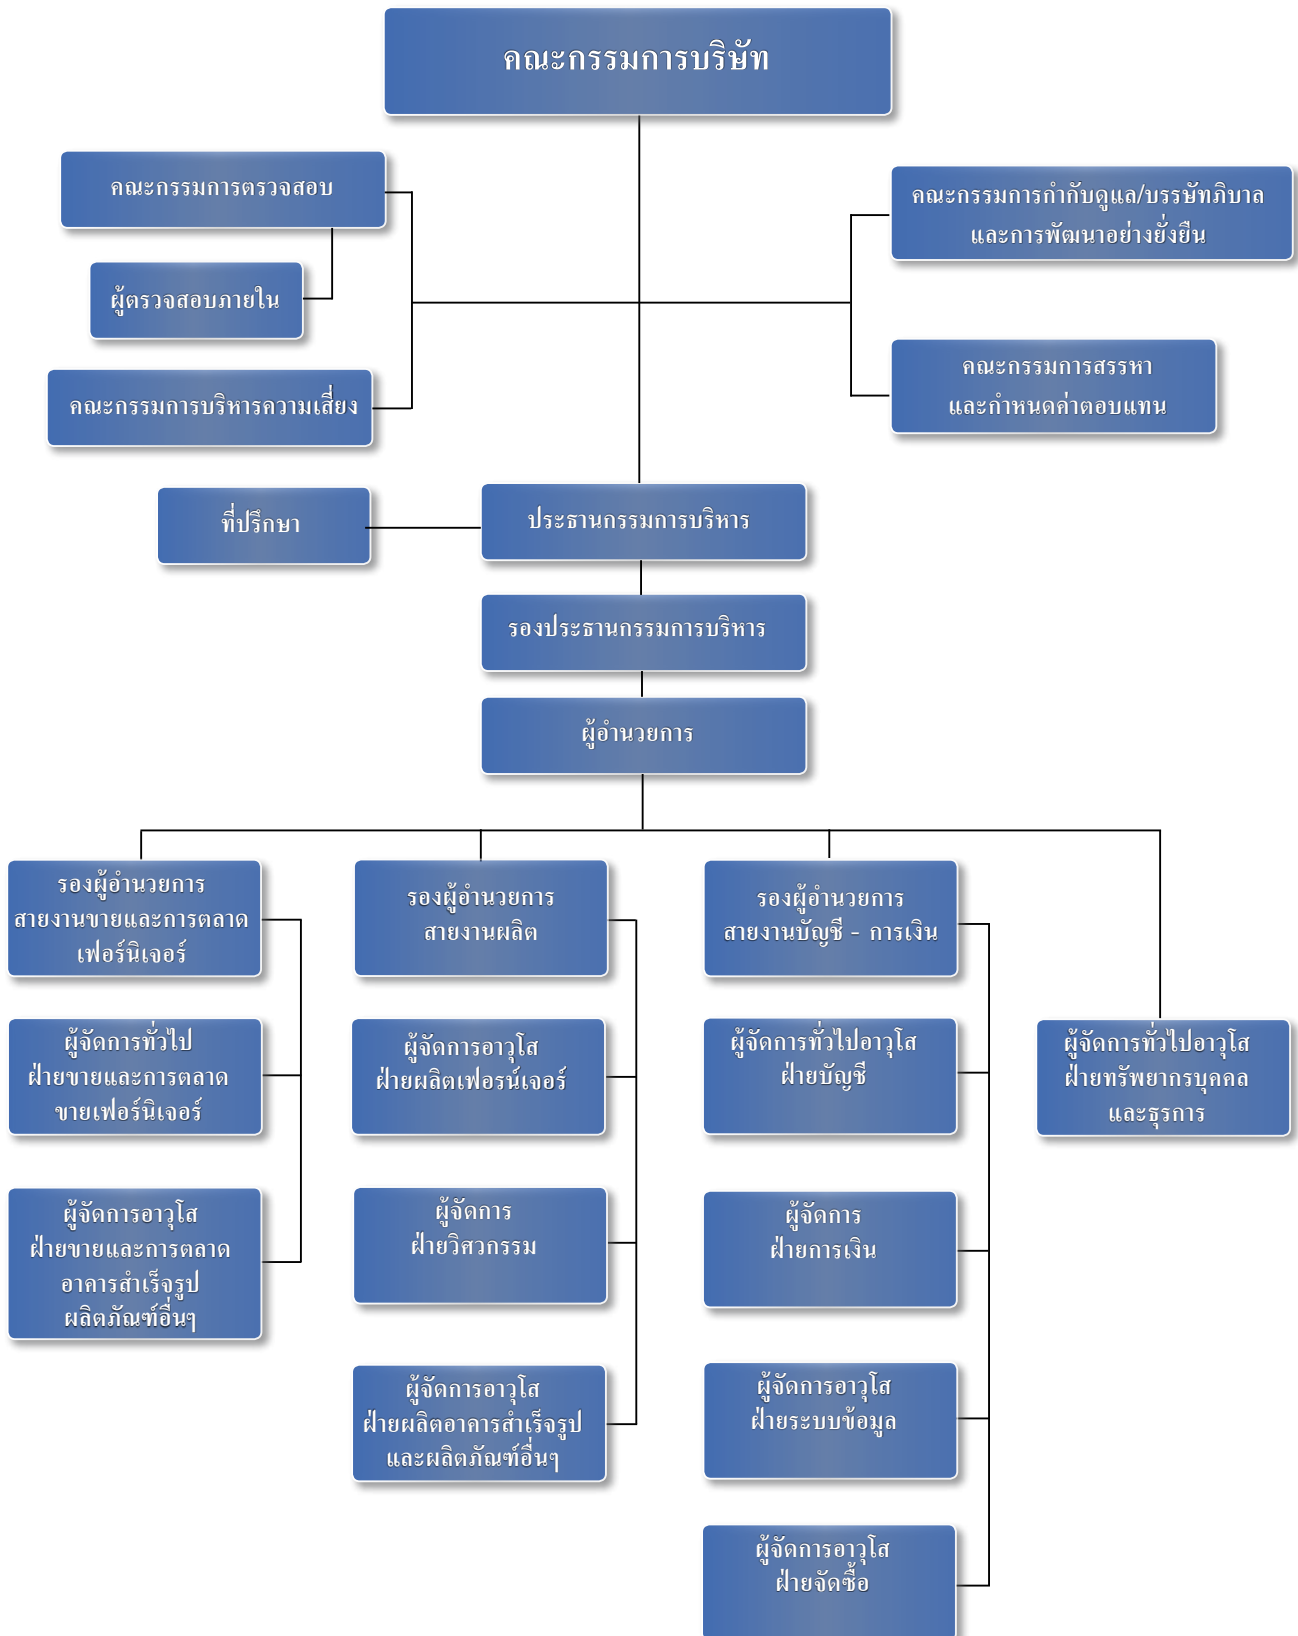 คณะกรรมการบริษัท
คณะกรรมการตรวจสอบ
คณะกรรมการกำกับดูแล/บรรษัทภิบาล
และการพัฒนาอย่างยั่งยืน
ผู้ตรวจสอบภายใน
คณะกรรมการบริหารความเสี่ยง
คณะกรรมการสรรหา
และกำหนดค่าตอบแทน
ที่ปรึกษา
ประธานกรรมการบริหาร
รองประธานกรรมการบริหาร
ผู้อำนวยการ
รองผู้อำนวยการ
สายงานขายและการตลาด
เฟอร์นิเจอร์
รองผู้อำนวยการ
สายงานผลิต
รองผู้อำนวยการ
สายงานบัญชี - การเงิน
ผู้จัดการทั่วไป
ฝ่ายขายและการตลาด
ขายเฟอร์นิเจอร์
ผู้จัดการอาวุโส
ฝ่ายผลิตเฟอรน์เจอร์
ผู้จัดการทั่วไปอาวุโส
ฝ่ายบัญชี
ผู้จัดการทั่วไปอาวุโส
ฝ่ายทรัพยากรบุคคล
และธุรการ
ผู้จัดการอาวุโส
ฝ่ายขายและการตลาด
อาคารสำเร็จรูป
ผลิตภัณฑ์อื่นๆ
ผู้จัดการ
ฝ่ายวิศวกรรม
ผู้จัดการ
ฝ่ายการเงิน
ผู้จัดการอาวุโส
ฝ่ายผลิตอาคารสำเร็จรูป
และผลิตภัณฑ์อื่นๆ
ผู้จัดการอาวุโส
ฝ่ายระบบข้อมูล
ผู้จัดการอาวุโส
ฝ่ายจัดซื้อ